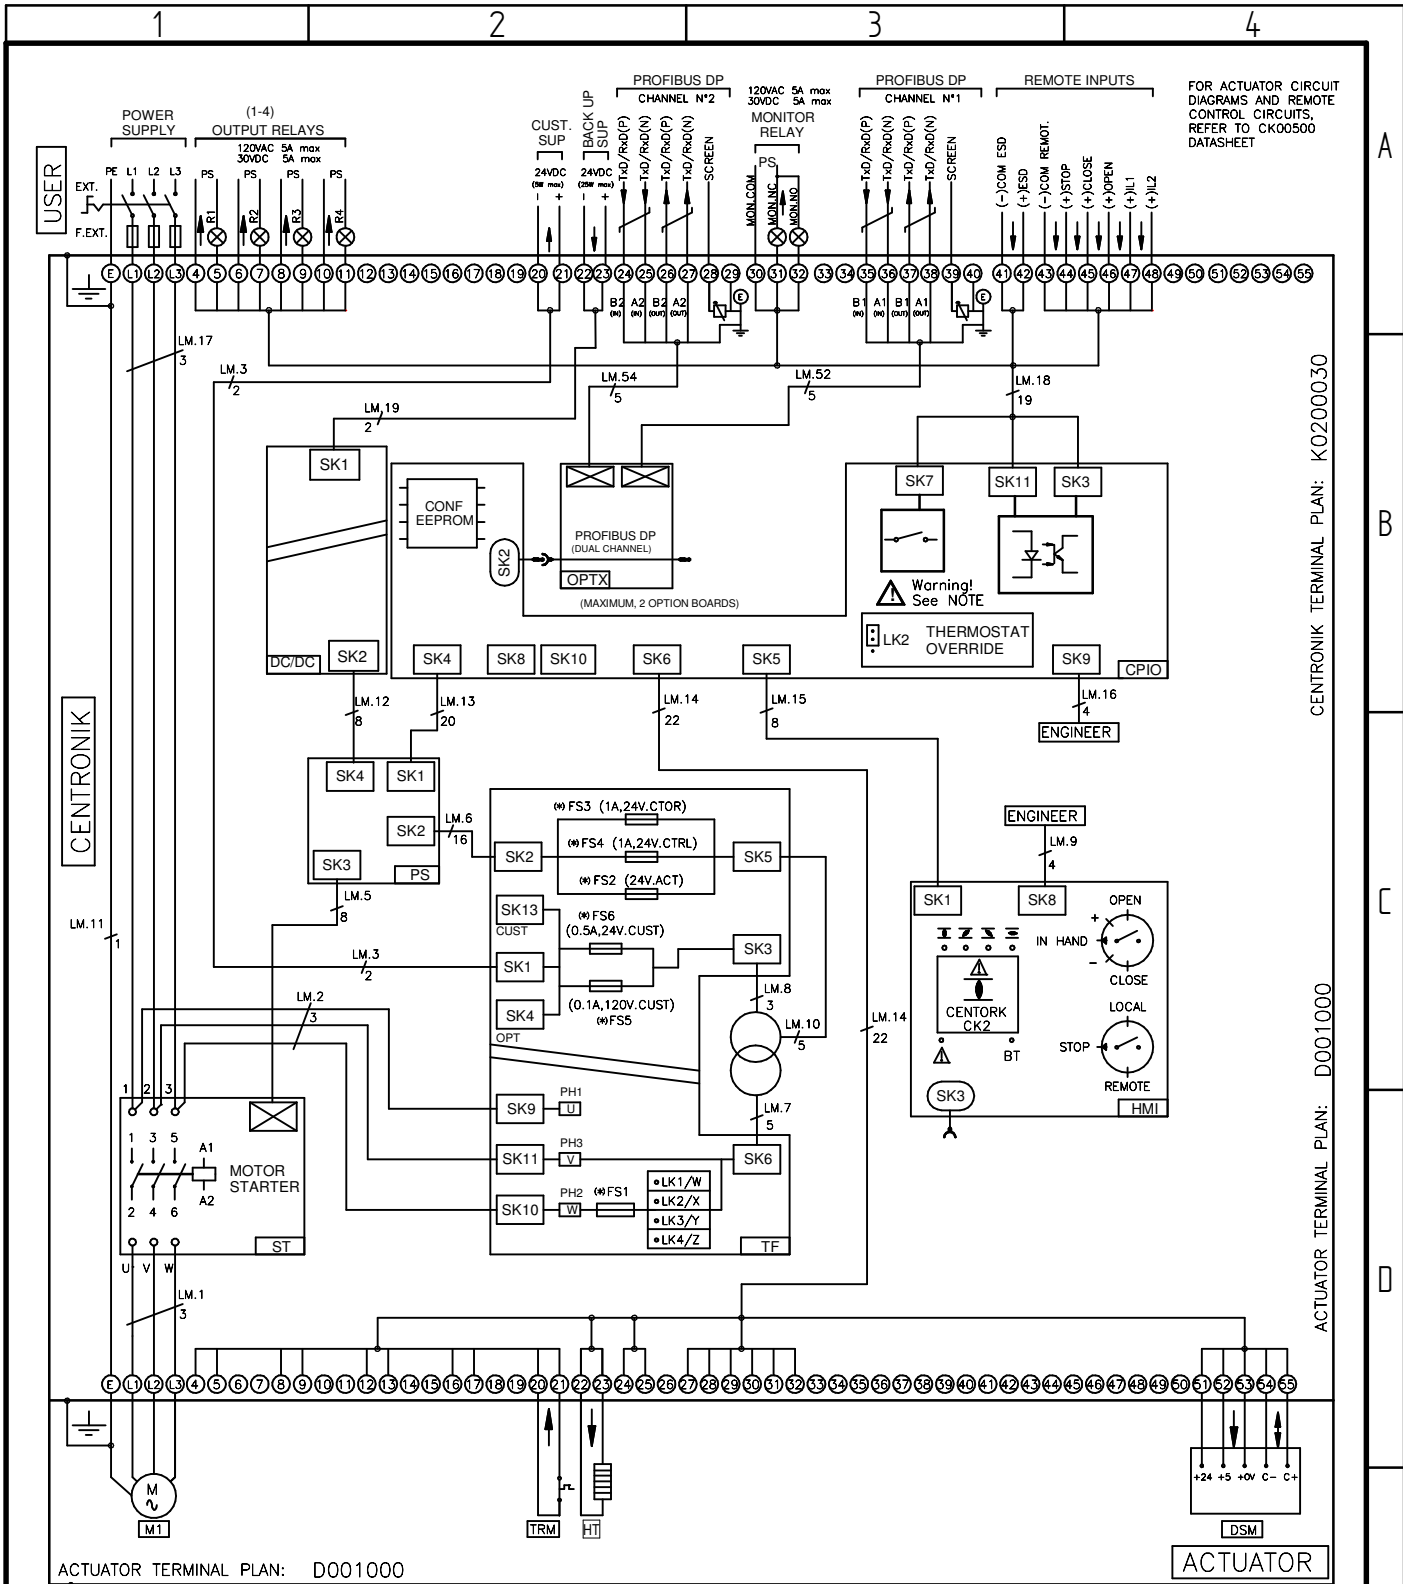 1 2 3 4
A
B
C
D
FOR ACTUATOR CIRCUIT
DIAGRAMS AND REMOTE
CONTROL CIRCUITS,
REFER TO CK00500
DATASHEET
USER
POWER
SUPPLY
PE L1 L2 L3
EXT.
F.EXT.
(1-4)
OUTPUT RELAYS
120VAC 5A max
30VDC 5A max
PS PS PS PS
R1 R2 R3 R4
CUST.
SUP
24VDC
(5W max)
- +
BACK UP
SUP
24VDC
(25W max)
- +
PROFIBUS DP
CHANNEL N°2
TxD/RxD(P)
TxD/RxD(N)
TxD/RxD(P)
TxD/RxD(N)
SCREEN
120VAC 5A max
30VDC 5A max
MONITOR
RELAY
PS
MON.COM
MON.NC
MON.NO
PROFIBUS DP
CHANNEL N°1
TxD/RxD(P)
TxD/RxD(N)
TxD/RxD(P)
TxD/RxD(N)
SCREEN
REMOTE INPUTS
(-)COM ESD
(+)ESD
(-)COM REMOT.
(+)STOP
(+)CLOSE
(+)OPEN
(+)IL1
(+)IL2
E L1 L2 L3 4 5 6 7 8 9 10 11 12 13 14 15 16 17 18 19 20 21 22 23 24 25 26 27 28 29 30 31 32 33 34 35 36 37 38 39 40 41 42 43 44 45 46 47 48 49 50 51 52 53 54 55
B2 A2 B2 A2
(IN) (IN) (OUT) (OUT)
E
B1 A1 B1 A1
(IN) (IN) (OUT) (OUT)
E
LM.17
3
LM.3
2
LM.19
2
LM.54
5
LM.52
5
LM.18
19
CENTRONIK TERMINAL PLAN: K0200030
SK1
DC/DC
SK2
CONF
EEPROM
SK2
PROFIBUS DP
(DUAL CHANNEL)
OPTX
(MAXIMUM, 2 OPTION BOARDS)
SK7
SK11
SK3
Warning!
See NOTE
LK2
THERMOSTAT
OVERRIDE
SK4
SK8
SK10
SK6
SK5
SK9
CPIO
CENTRONIK
LM.12
8
LM.13
20
LM.14
22
LM.15
8
LM.16
4
ENGINEER
SK4
SK1
SK2
SK3
PS
LM.6
16
LM.5
8
LM.11
1
LM.3
2
LM.2
3
(*)FS3 (1A,24V.CTOR)
(*)FS4 (1A,24V.CTRL)
(*)FS2 (24V.ACT)
SK2
SK5
SK13
CUST
(*)FS6
(0.5A,24V.CUST)
SK1
SK3
SK4
OPT
(0.1A,120V.CUST)
(*)FS5
LM.8
3
LM.10
5
LM.7
5
SK9
PH1
U
SK11
PH3
V
SK10
PH2
W
(*)FS1
SK6
LK1/W
LK2/X
LK3/Y
LK4/Z
TF
LM.14
22
ENGINEER
LM.9
4
SK1
SK8
OPEN
+
IN HAND
-
CLOSE
CENTORK
CK2
BT
LOCAL
STOP
REMOTE
SK3
HMI
ACTUATOR TERMINAL PLAN: D001000
1 2 3
1 3 5
A1
A2
2 4 6
MOTOR
STARTER
ST
U V W
LM.1
3
E L1 L2 L3 4 5 6 7 8 9 10 11 12 13 14 15 16 17 18 19 20 21 22 23 24 25 26 27 28 29 30 31 32 33 34 35 36 37 38 39 40 41 42 43 44 45 46 47 48 49 50 51 52 53 54 55
M
M1
TRM
HT
+24 +5 +0V C- C+
DSM
ACTUATOR
ACTUATOR TERMINAL PLAN: D001000